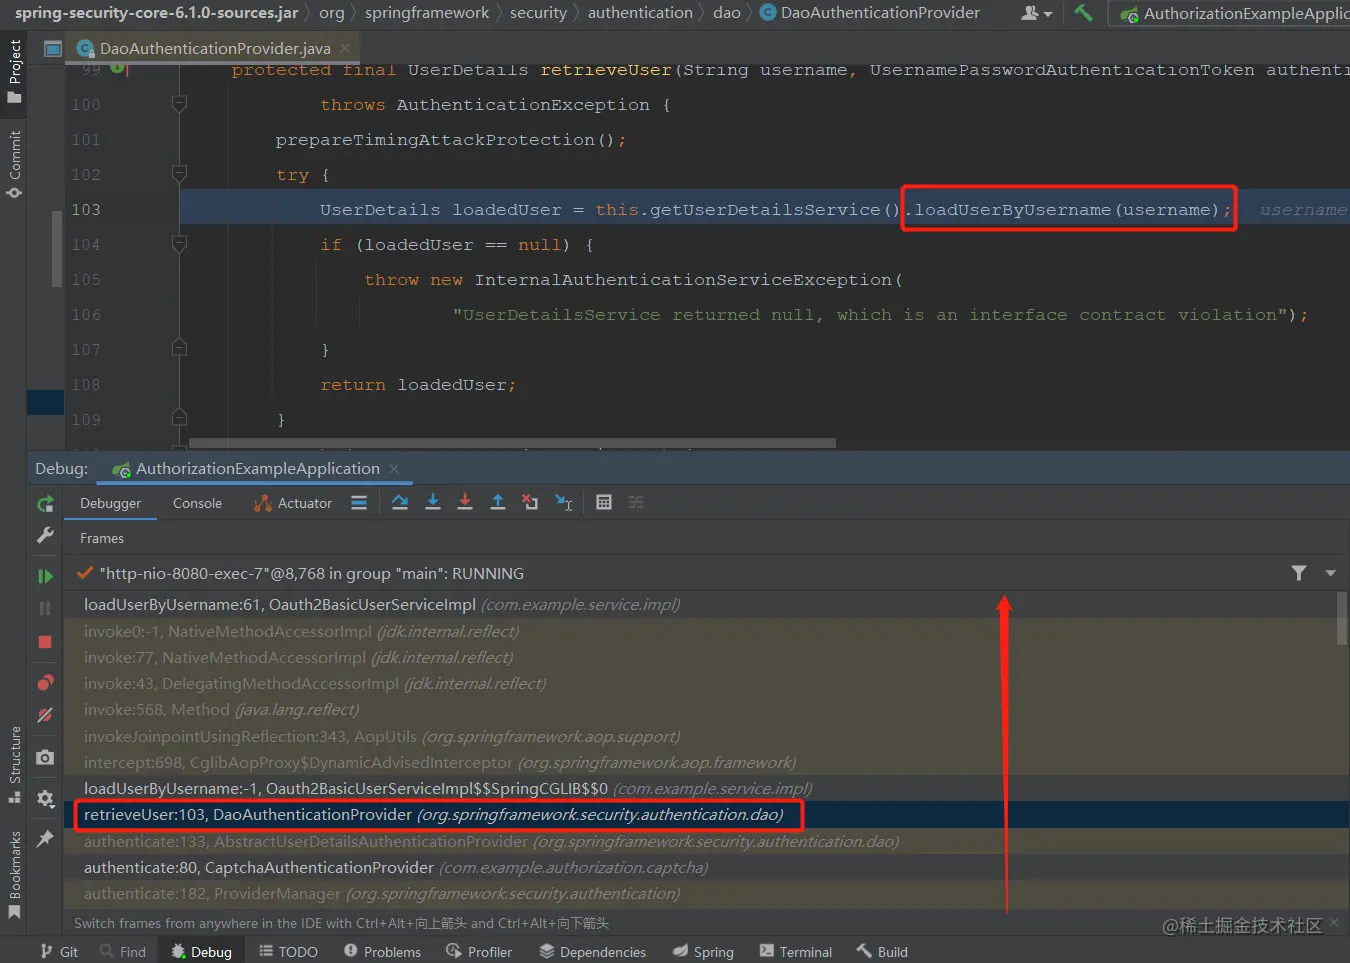 spring-security-core-6.1.0-sources.jar org springframework security authentication dao DaoAuthenticationProvider AuthorizationExampleApplic
Project
DaoAuthenticationProvider.java
99 protected final UserDetails retrieveUser(String username, UsernamePasswordAuthenticationToken authenti
100 throws AuthenticationException {
101 prepareTimingAttackProtection();
102 try {
103 UserDetails loadedUser = this.getUserDetailsService().loadUserByUsername(username); username
104 if (loadedUser == null) {
105 throw new InternalAuthenticationServiceException(
106 "UserDetailsService returned null, which is an interface contract violation");
107 }
108 return loadedUser;
109 }
Commit
Debug: AuthorizationExampleApplication
Debugger Console Actuator
Frames
"http-nio-8080-exec-7"@8,768 in group "main": RUNNING
loadUserByUsername:61, Oauth2BasicUserServiceImpl (com.example.service.impl)
invoke0:-1, NativeMethodAccessorImpl (jdk.internal.reflect)
invoke:77, NativeMethodAccessorImpl (jdk.internal.reflect)
invoke:43, DelegatingMethodAccessorImpl (jdk.internal.reflect)
invoke:568, Method (java.lang.reflect)
invokeJoinpointUsingReflection:343, AopUtils (org.springframework.aop.support)
intercept:698, CglibAopProxy$DynamicAdvisedInterceptor (org.springframework.aop.framework)
loadUserByUsername:-1, Oauth2BasicUserServiceImpl$$SpringCGLIB$$0 (com.example.service.impl)
retrieveUser:103, DaoAuthenticationProvider (org.springframework.security.authentication.dao)
authenticate:133, AbstractUserDetailsAuthenticationProvider (org.springframework.security.authentication.dao)
authenticate:80, CaptchaAuthenticationProvider (com.example.authorization.captcha)
authenticate:182, ProviderManager (org.springframework.security.authentication)
Structure
Bookmarks
Switch frames from anywhere in the IDE with Ctrl+Alt+向上箭头 and Ctrl+Alt+向下箭头
@稀土掘金技术社区
Git Find Debug TODO Problems Profiler Dependencies Spring Terminal Build